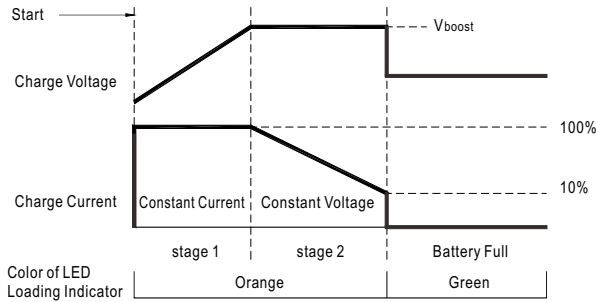 Start
Vboost
Charge Voltage
100%
Charge Current
Constant Current
Constant Voltage
10%
stage 1
stage 2
Battery Full
Color of LED
Loading Indicator
Orange
Green